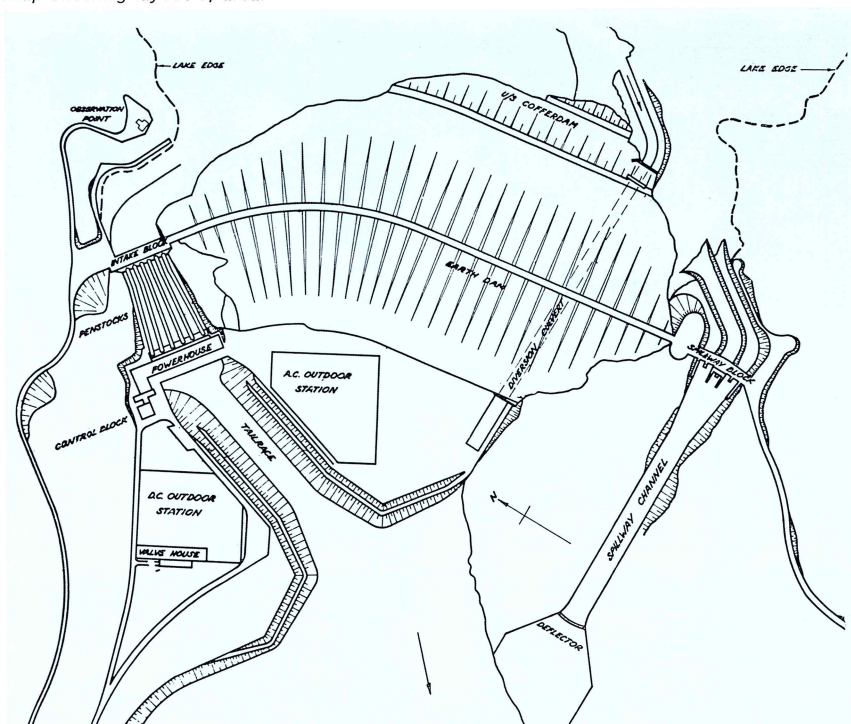 LAKE EDGE
LAKE EDGE
OBSERVATION
POINT
U/S COFFERDAM
INTAKE BLOCK
EARTH DAM
PENSTOCKS
POWERHOUSE
DIVERSION CULVERT
SPILLWAY BLOCK
A.C. OUTDOOR
STATION
CONTROL BLOCK
TAILRACE
D.C. OUTDOOR
STATION
N
SPILLWAY CHANNEL
VALVE HOUSE
DEFLECTOR